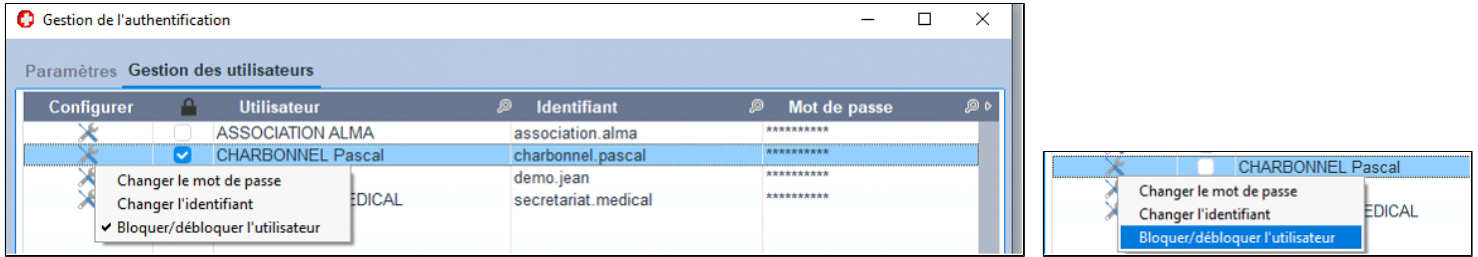 Gestion de l'authentification
Paramètres Gestion des utilisateurs
Configurer Utilisateur Identifiant Mot de passe
ASSOCIATION ALMA association.alma **********
CHARBONNEL Pascal charbonnel.pascal **********
demo.jean **********
EDICAL secretariat.medical **********
Changer le mot de passe
Changer l'identifiant
✔ Bloquer/débloquer l'utilisateur
CHARBONNEL Pascal
Changer le mot de passe
Changer l'identifiant
EDICAL
Bloquer/débloquer l'utilisateur